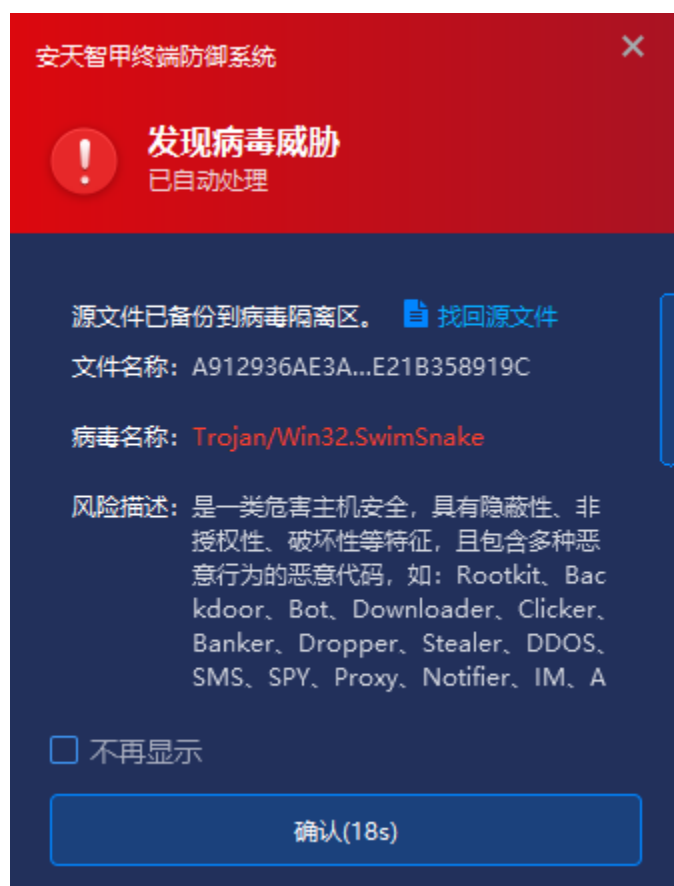 安天智甲终端防御系统
发现病毒威胁
已自动处理
源文件已备份到病毒隔离区。 找回源文件
文件名称：A912936AE3A...E21B358919C
病毒名称：Trojan/Win32.SwimSnake
风险描述：是一类危害主机安全，具有隐蔽性、非
授权性、破坏性等特征，且包含多种恶
意行为的恶意代码，如：Rootkit、Bac
kdoor、Bot、Downloader、Clicker、
Banker、Dropper、Stealer、DDOS、
SMS、SPY、Proxy、Notifier、IM、A
不再显示
确认(18s)